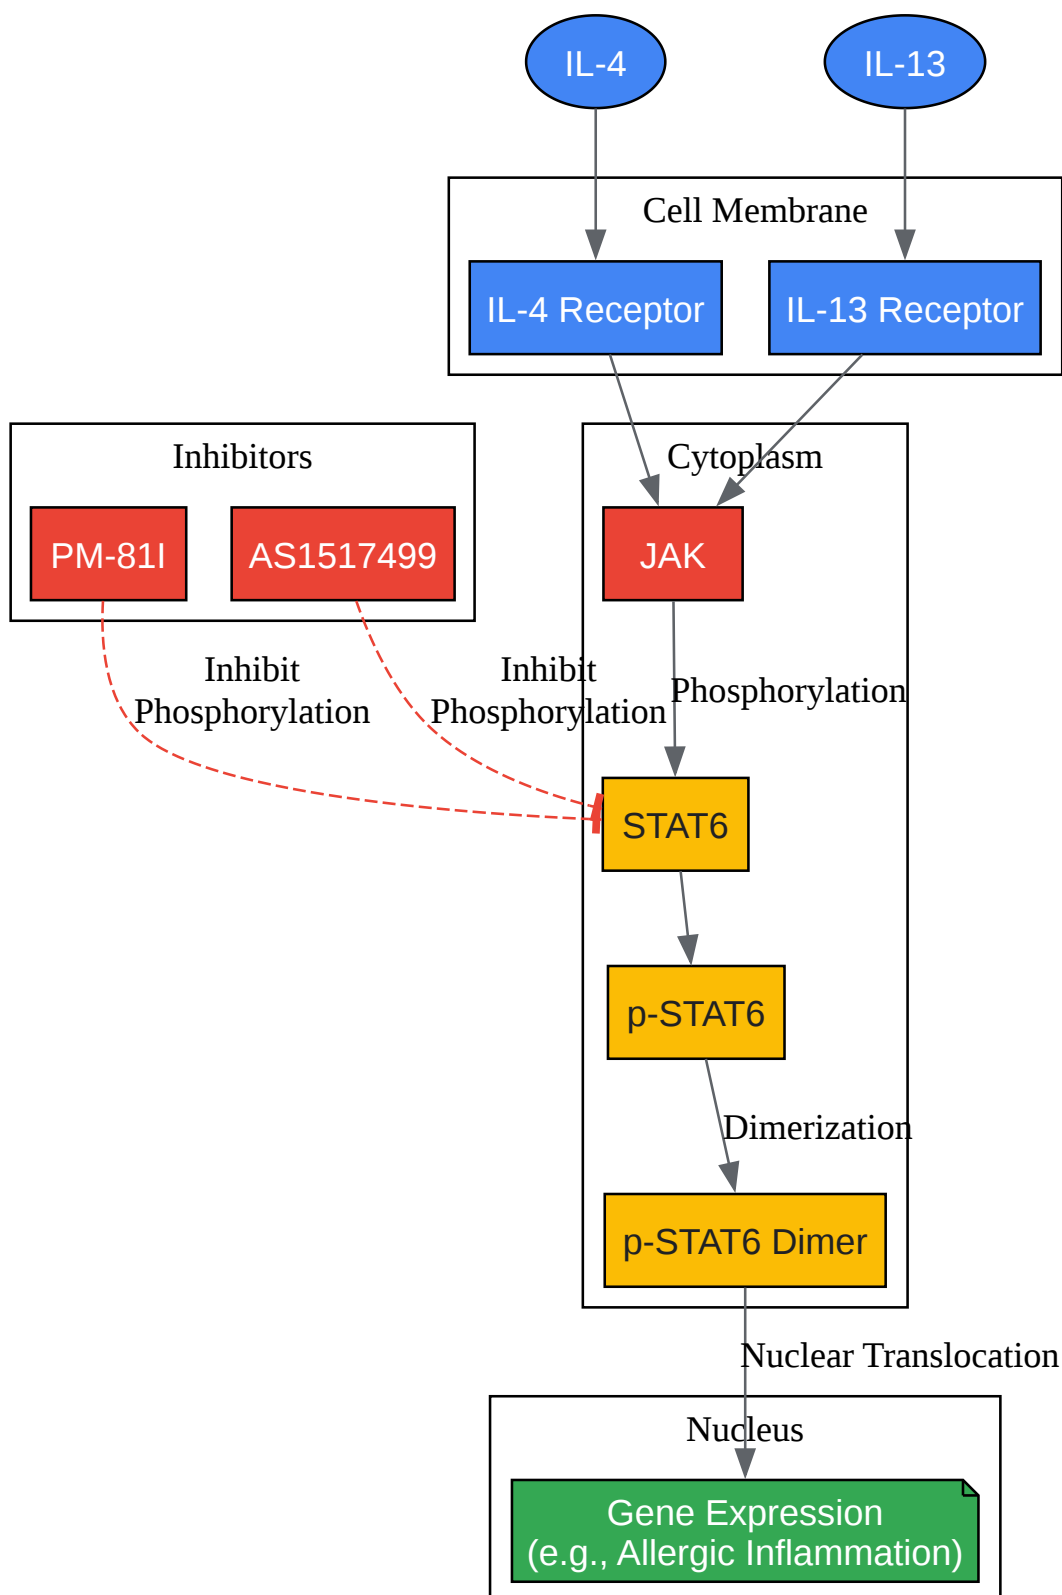 IL-4
IL-13
Cell Membrane
IL-4 Receptor
IL-13 Receptor
Inhibitors
Cytoplasm
PM-81I
AS1517499
JAK
Inhibit
Phosphorylation
Inhibit
Phosphorylation
Phosphorylation
STAT6
p-STAT6
Dimerization
p-STAT6 Dimer
Nuclear Translocation
Nucleus
Gene Expression
(e.g., Allergic Inflammation)